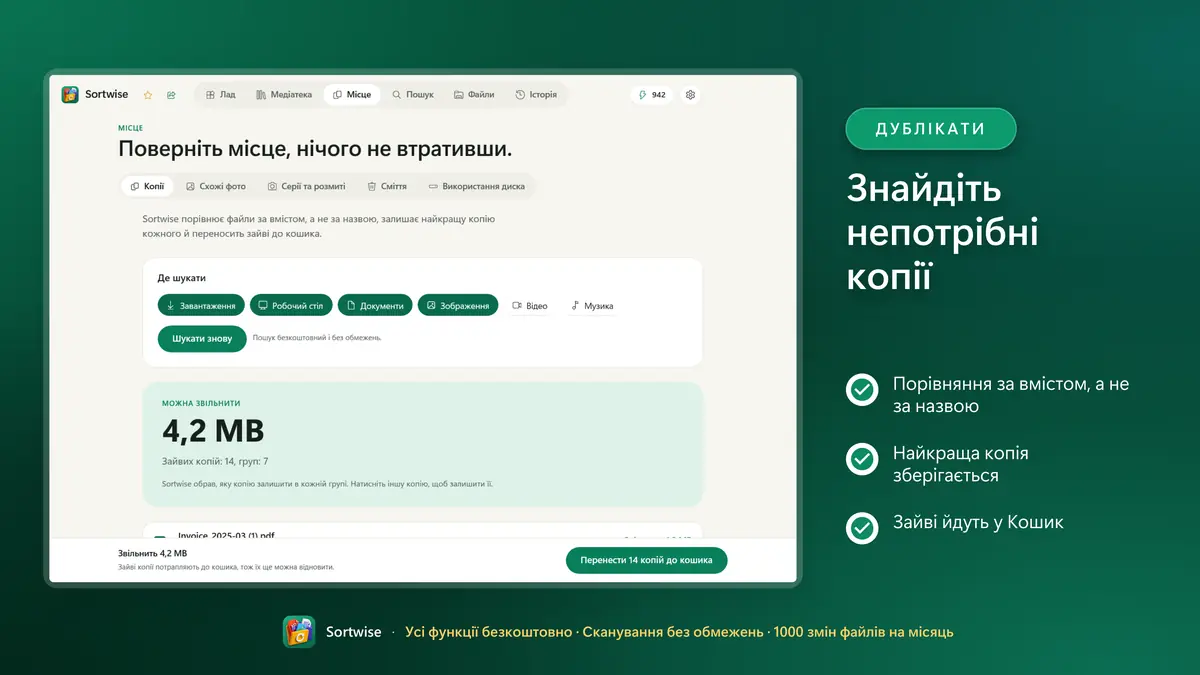 Sortwise
Лад
Медіатека
Місце
Пошук
Файли
Історія
942
МІСЦЕ
Поверніть місце, нічого не втративши.
Копії
Схожі фото
Серії та розмиті
Сміття
Використання диска
Sortwise порівнює файли за вмістом, а не за назвою, залишає найкращу копію
кожного й переносить зайві до кошика.
Де шукати
Завантаження
Робочий стіл
Документи
Зображення
Відео
Музика
Шукати знову
Пошук безкоштовний і без обмежень.
МОЖНА ЗВІЛЬНИТИ
4,2 MB
Зайвих копій: 14, груп: 7
Sortwise обрав, яку копію залишити в кожній групі. Натисніть іншу копію, щоб залишити її.
Invoice_2025-03 (1).pdf
Звільнить 4,2 MB
Зайві копії потрапляють до кошика, тож їх ще можна відновити.
Перенести 14 копій до кошика
ДУБЛІКАТИ
Знайдіть
непотрібні
копії
Порівняння за вмістом, а не
за назвою
Найкраща копія
зберігається
Зайві йдуть у Кошик
Sortwise · Усі функції безкоштовно · Сканування без обмежень · 1000 змін файлів на місяць